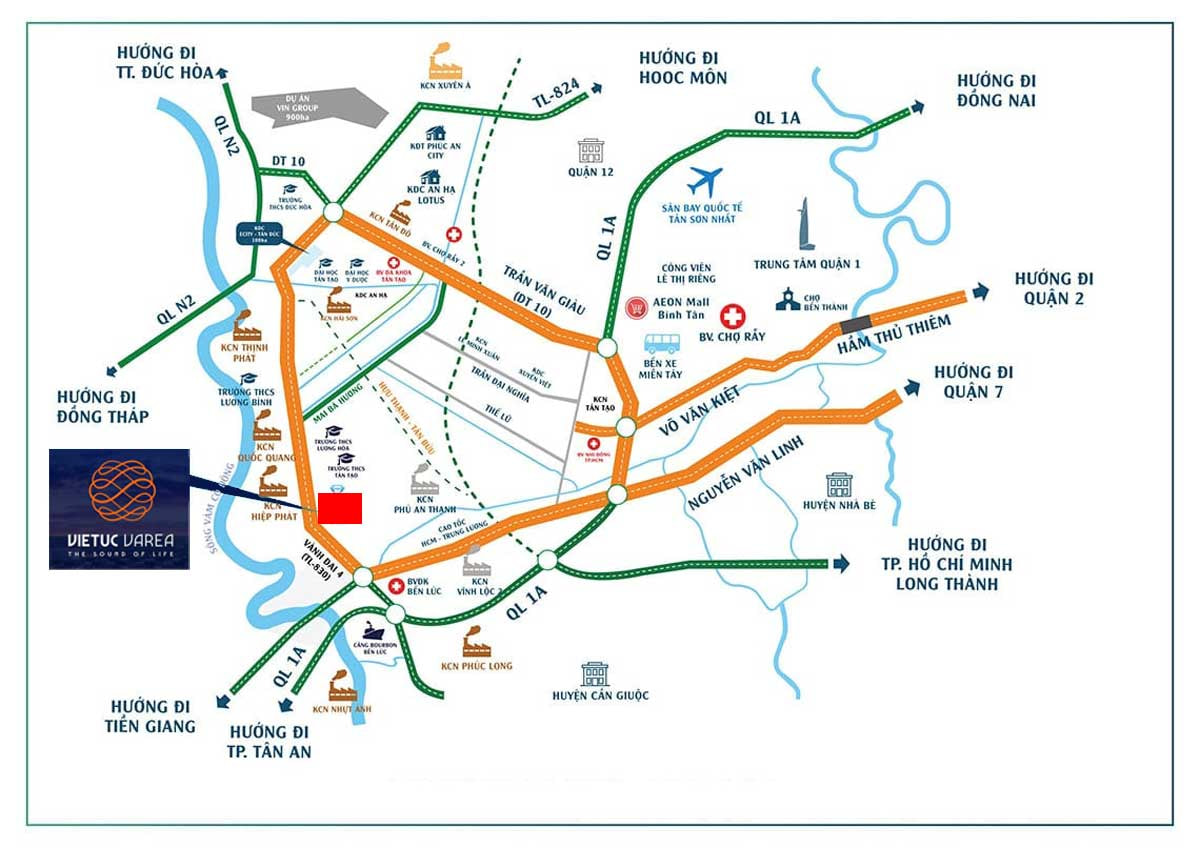 HƯỚNG ĐI
TT. ĐỨC HÒA
DỰ ÁN
VIN GROUP
900ha
KCN XUYÊN Á
HƯỚNG ĐI
HOOC MÔN
TL-824
HƯỚNG ĐI
ĐỒNG NAI
QL 1A
QL N2
DT 10
KĐT PHÚC AN
CITY
QUẬN 12
TRƯỜNG
THCS ĐỨC HÒA
KDC AN HẠ
LOTUS
KCN TÂN ĐÔ
SÂN BAY QUỐC TẾ
TÂN SƠN NHẤT
QL 1A
KDC
ECITY - TÂN ĐỨC
BV. CHỢ RẪY 2
ĐẠI HỌC
TÂN TẠO
ĐẠI HỌC
Y DƯỢC
BV ĐA KHOA
TÂN TẠO
TRẦN VĂN GIÀU
(DT 10)
CÔNG VIÊN
LÊ THỊ RIÊNG
TRUNG TÂM QUẬN 1
HƯỚNG ĐI
QUẬN 2
KDC AN HẠ
KCN HẢI SƠN
AEON Mall
Bình Tân
BV. CHỢ RẪY
CHỢ
BẾN THÀNH
QL N2
KCN THỊNH
PHÁT
KCN
LÊ MINH XUÂN
BẾN XE
MIỀN TÂY
HẦM THỦ THIÊM
HƯỚNG ĐI
ĐỒNG THÁP
TRƯỜNG THCS
LƯƠNG BÌNH
MAI BÁ HƯƠNG
TRẦN ĐẠI NGHĨA
KDC
XUYÊN VIỆT
HƯỚNG ĐI
QUẬN 7
KCN
TÂN TẠO
VÕ VĂN KIỆT
HỰU THẠNH - TÂN BỬU
THẾ LỮ
KCN
QUỐC QUANG
TRƯỜNG THCS
LƯƠNG HÒA
BV NHI ĐỒNG
TP.HCM
NGUYỄN VĂN LINH
TRƯỜNG THCS
TÂN TẠO
VIETUC VAREA
THE SOUND OF LIFE
SÔNG VÀM CỎ ĐÔNG
KCN
HIỆP PHÁT
KCN
PHÚ AN THẠNH
HUYỆN NHÀ BÈ
CAO TỐC
HCM - TRUNG LƯƠNG
VÀNH ĐAI 4
(TL-830)
HƯỚNG ĐI
TP. HỒ CHÍ MINH
LONG THÀNH
BVĐK
BẾN LỨC
KCN
VĨNH LỘC 2
QL 1A
CẢNG BOURBON
BẾN LỨC
KCN PHÚC LONG
QL 1A
HUYỆN CẦN GIUỘC
KCN NHỰT ÁNH
HƯỚNG ĐI
TIỀN GIANG
HƯỚNG ĐI
TP. TÂN AN